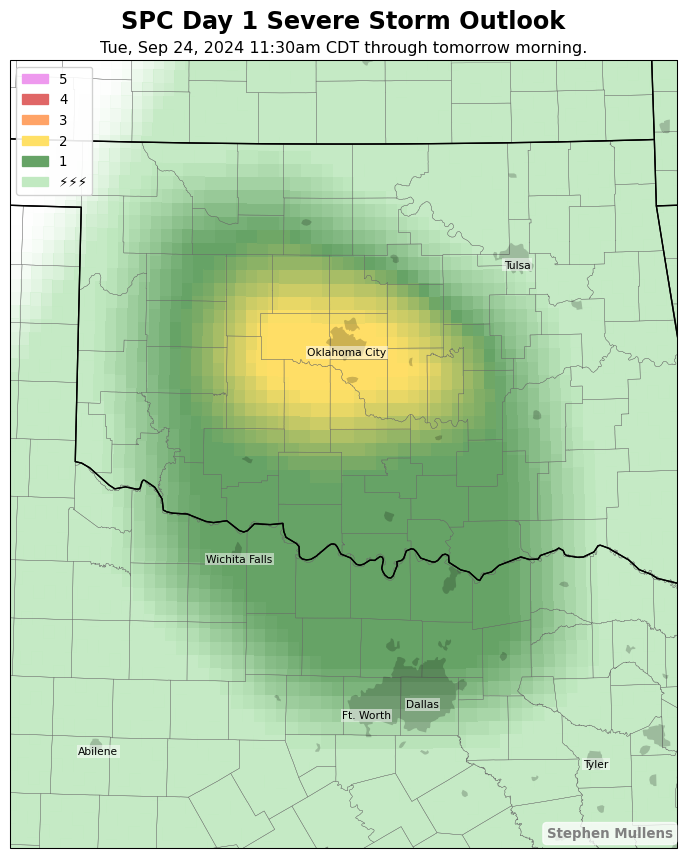 SPC Day 1 Severe Storm Outlook
Tue, Sep 24, 2024 11:30am CDT through tomorrow morning.
5
4
3
2
1
⚡⚡⚡
Tulsa
Oklahoma City
Wichita Falls
Dallas
Ft. Worth
Abilene
Tyler
Stephen Mullens